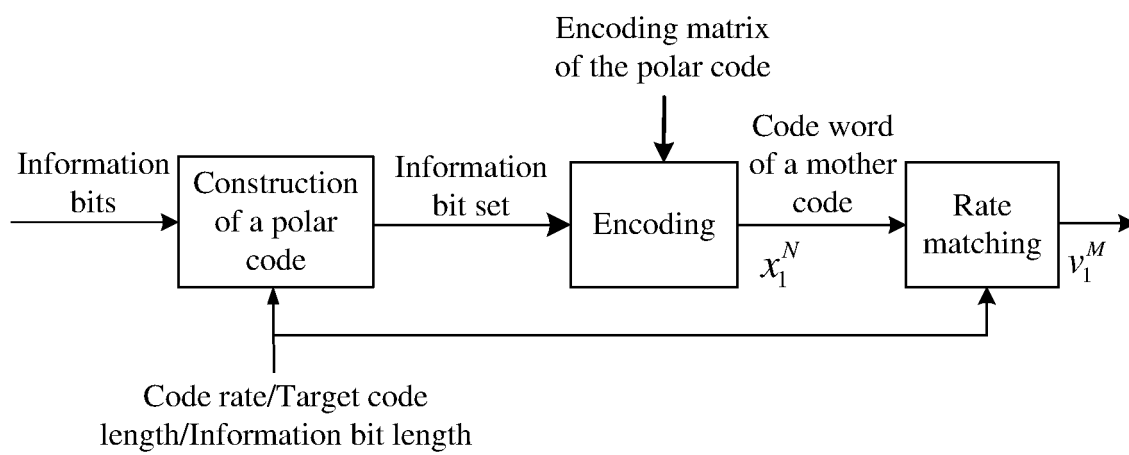 Encoding matrix
of the polar code
Information
bits
Construction
of a polar
code
Information
bit set
Encoding
Code word
of a mother
code
x_1^N
Rate
matching
v_1^M
Code rate/Target code
length/Information bit length